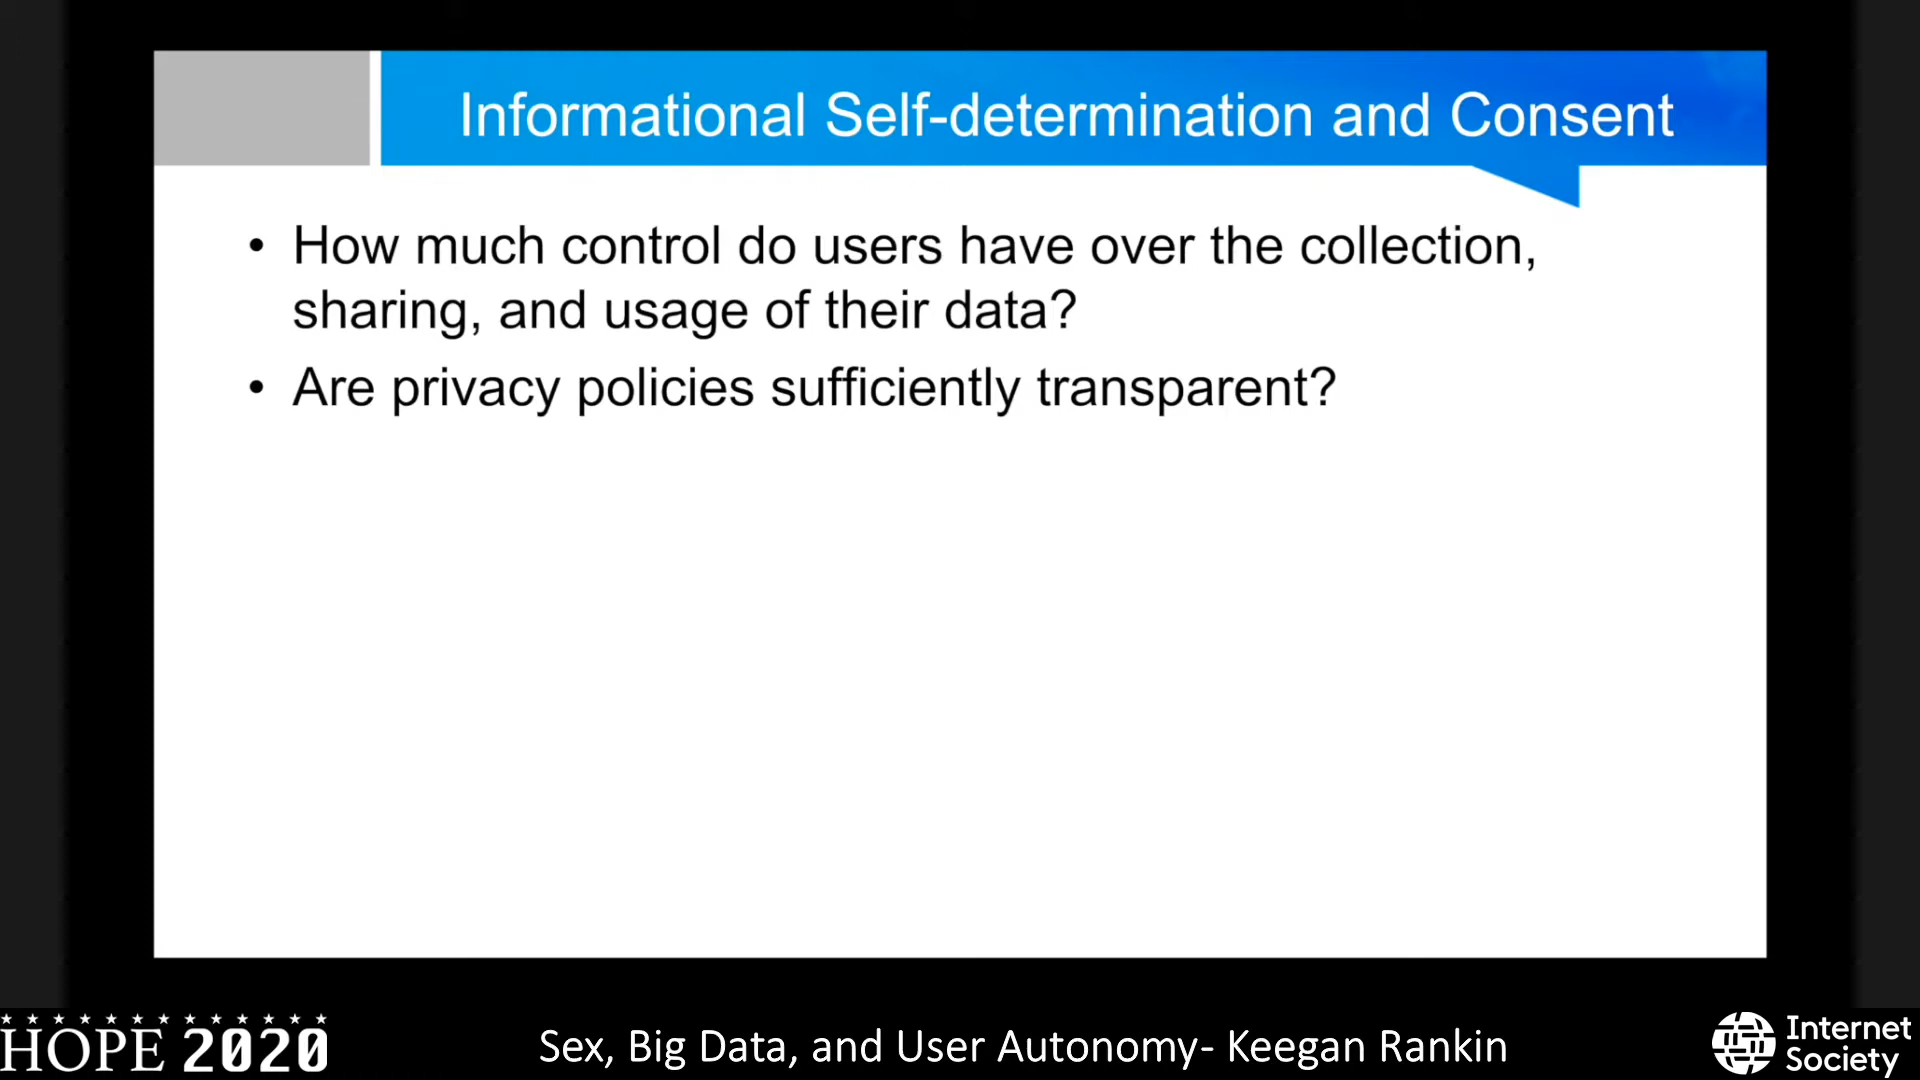 Informational Self-determination and Consent
• How much control do users have over the collection,
sharing, and usage of their data?
• Are privacy policies sufficiently transparent?
HOPE 2020
Sex, Big Data, and User Autonomy- Keegan Rankin
Internet
Society